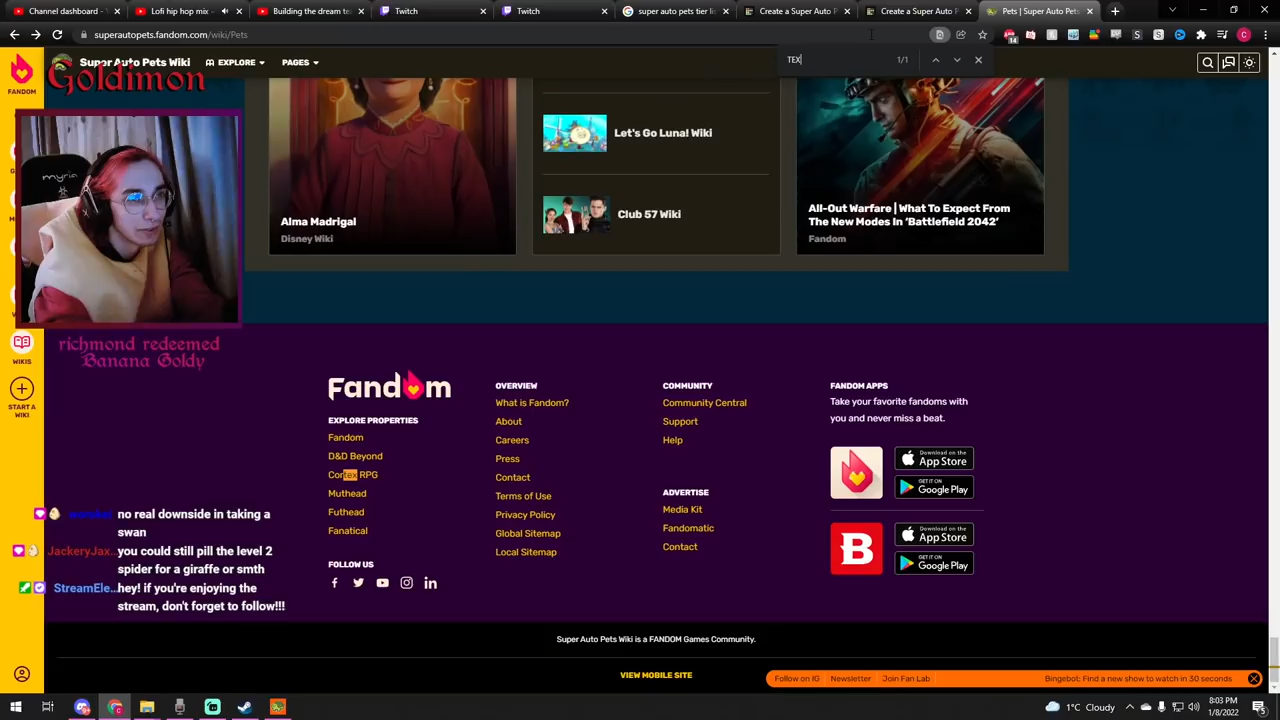 Channel Dashboard
Lofi hip hop mix -
real lofi hip hop mix
Building the dream te
Twitch
Twitch
super auto pets tier
Create a Super Auto P
Create a Super Auto P
Pets | Super Auto Pets
superautopets.fandom.com/wiki/Pets
14
C
Super Auto Pets Wiki
EXPLORE
PAGES
TEX
1/1
Goldimon
FANDOM
myria
Alma Madrigal
Disney Wiki
Let's Go Luna! Wiki
Club 57 Wiki
All-Out Warfare | What To Expect From
The New Modes In 'Battlefield 2042'
Fandom
richmond redeemed
Banana Goldy
WIKIS
START A
WIKI
Fandom
EXPLORE PROPERTIES
Fandom
D&D Beyond
Cortex RPG
Muthead
Futhead
Fanatical
FOLLOW US
OVERVIEW
What is Fandom?
About
Careers
Press
Contact
Terms of Use
Privacy Policy
Global Sitemap
Local Sitemap
COMMUNITY
Community Central
Support
Help
ADVERTISE
Media Kit
Fandomatic
Contact
FANDOM APPS
Take your favorite fandoms with
you and never miss a beat.
Download on the
App Store
GET IT ON
Google Play
B
Download on the
App Store
GET IT ON
Google Play
no real downside in taking a
swan
JackeryJax... you could still pill the level 2
spider for a giraffe or smth
StreamEle... hey! if you're enjoying the
stream, don't forget to follow!!!
Super Auto Pets Wiki is a FANDOM Games Community.
VIEW MOBILE SITE
Follow on IG
Newsletter
Join Fan Lab
Bingebot: Find a new show to watch in 30 seconds
1°C Cloudy
8:03 PM
1/8/2022